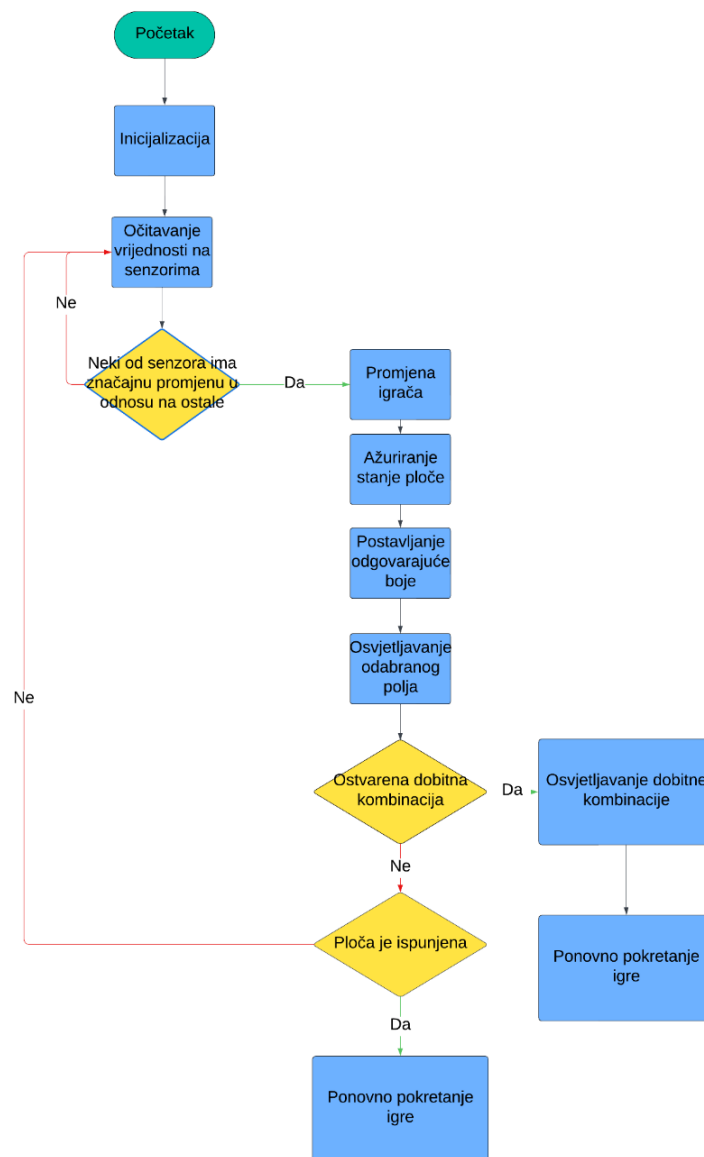 Početak
Inicijalizacija
Očitavanje
vrijednosti na
senzorima
Ne
Neki od senzora ima
značajnu promjenu u
odnosu na ostale
Da
Promjena
igrača
Ažuriranje
stanje ploče
Postavljanje
odgovarajuće
boje
Osvjetljavanje
odabranog
polja
Ne
Ostvarena dobitna
kombinacija
Da
Osvjetljavanje dobitne
kombinacije
Ne
Ploča je ispunjena
Ponovno pokretanje
igre
Da
Ponovno pokretanje
igre